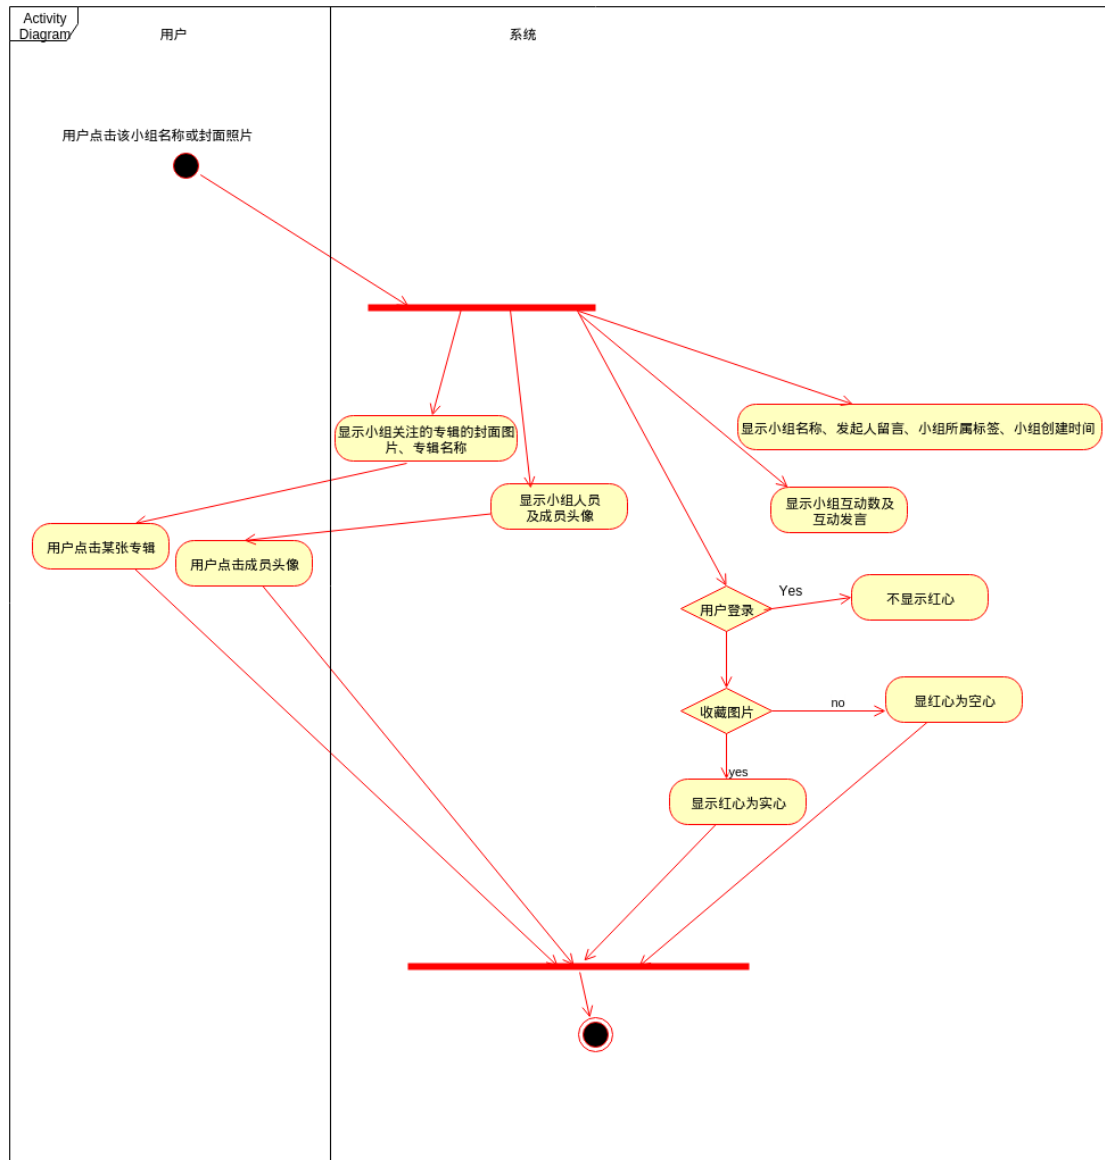 Activity
Diagram
用户
系统
用户点击该小组名称或封面照片
显示小组关注的专辑的封面图
片、专辑名称
显示小组名称、发起人留言、小组所属标签、小组创建时间
显示小组人员
及成员头像
显示小组互动数及
互动发言
用户点击某张专辑
用户点击成员头像
用户登录
Yes
不显示红心
收藏图片
no
显红心为空心
yes
显示红心为实心